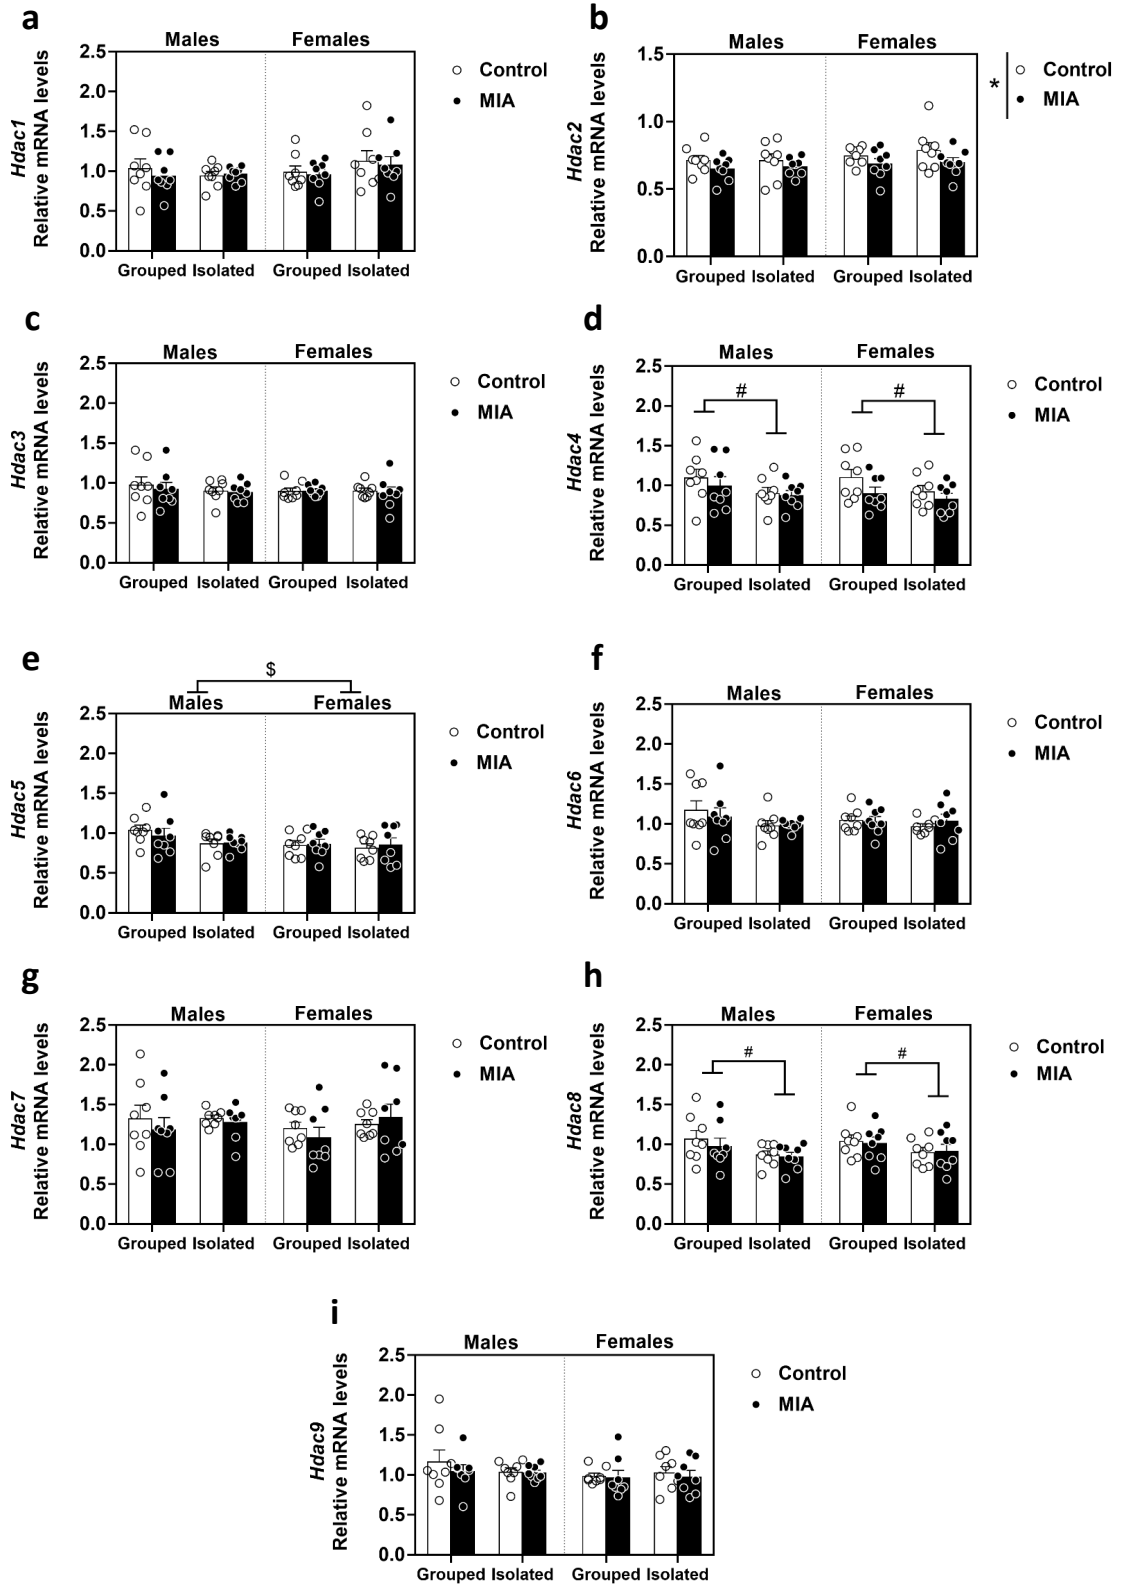 a
Males Females
Hdac1
Relative mRNA levels
2.5
2.0
1.5
1.0
0.5
0.0
Grouped Isolated Grouped Isolated
Control
MIA
b
Males Females
Hdac2
Relative mRNA levels
1.5
1.0
0.5
0.0
Grouped Isolated Grouped Isolated
*
Control
MIA
c
Males Females
Hdac3
Relative mRNA levels
2.5
2.0
1.5
1.0
0.5
0.0
Grouped Isolated Grouped Isolated
Control
MIA
d
Males Females
Hdac4
Relative mRNA levels
2.5
2.0
1.5
1.0
0.5
0.0
# #
Grouped Isolated Grouped Isolated
Control
MIA
e
$
Males Females
Hdac5
Relative mRNA levels
2.5
2.0
1.5
1.0
0.5
0.0
Grouped Isolated Grouped Isolated
Control
MIA
f
Males Females
Hdac6
Relative mRNA levels
2.5
2.0
1.5
1.0
0.5
0.0
Grouped Isolated Grouped Isolated
Control
MIA
g
Males Females
Hdac7
Relative mRNA levels
2.5
2.0
1.5
1.0
0.5
0.0
Grouped Isolated Grouped Isolated
Control
MIA
h
Males Females
Hdac8
Relative mRNA levels
2.5
2.0
1.5
1.0
0.5
0.0
# #
Grouped Isolated Grouped Isolated
Control
MIA
i
Males Females
Hdac9
Relative mRNA levels
2.5
2.0
1.5
1.0
0.5
0.0
Grouped Isolated Grouped Isolated
Control
MIA